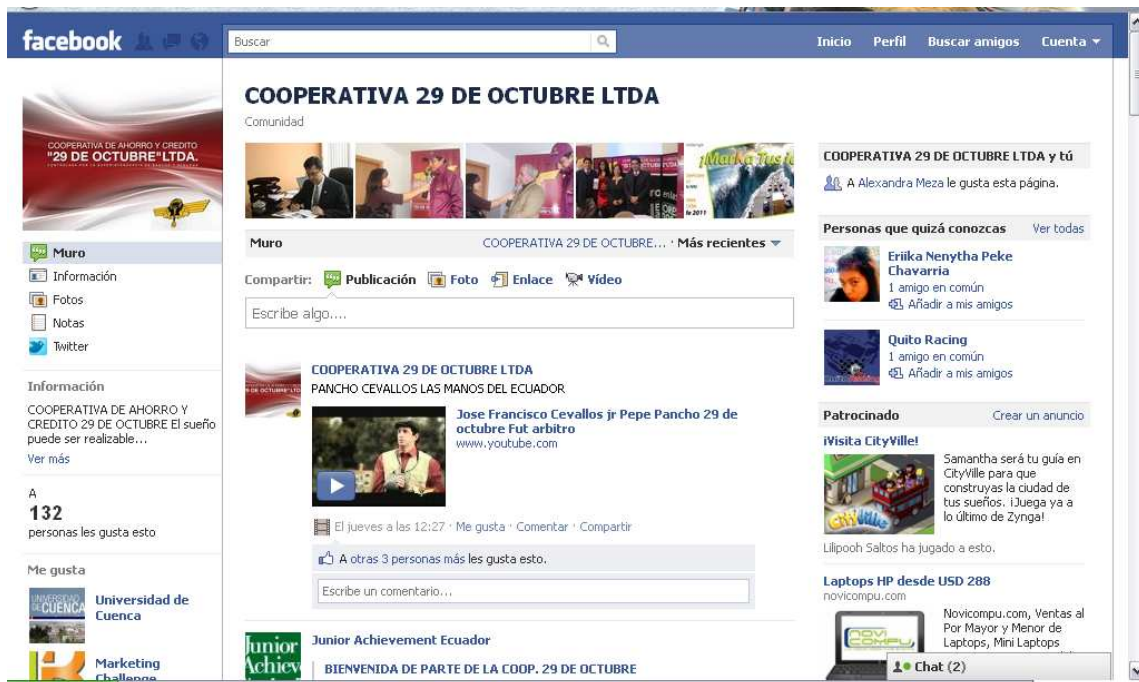 facebook
Buscar
Inicio Perfil Buscar amigos Cuenta
COOPERATIVA DE AHORRO Y CREDITO
"29 DE OCTUBRE"LTDA.
Muro
Información
Fotos
Notas
Twitter
Información
COOPERATIVA DE AHORRO Y
CREDITO 29 DE OCTUBRE El sueño
puede ser realizable...
Ver más
A
132
personas les gusta esto
Me gusta
UNIVERSIDAD
DE CUENCA
Universidad de
Cuenca
Marketing
Challenge
COOPERATIVA 29 DE OCTUBRE LTDA
Comunidad
Muro
COOPERATIVA 29 DE OCTUBRE... · Más recientes
Compartir: Publicación Foto Enlace Vídeo
Escribe algo....
COOPERATIVA 29 DE OCTUBRE LTDA
PANCHO CEVALLOS LAS MANOS DEL ECUADOR
Jose Francisco Cevallos jr Pepe Pancho 29 de
octubre Fut arbitro
www.youtube.com
El jueves a las 12:27 · Me gusta · Comentar · Compartir
A otras 3 personas más les gusta esto.
Escribe un comentario...
Junior
Achiev
Junior Achievement Ecuador
BIENVENIDA DE PARTE DE LA COOP. 29 DE OCTUBRE
COOPERATIVA 29 DE OCTUBRE LTDA y tú
A Alexandra Meza le gusta esta página.
Personas que quizá conozcas Ver todas
Eriika Nenytha Peke
Chavarria
1 amigo en común
Añadir a mis amigos
Quito Racing
1 amigo en común
Añadir a mis amigos
Patrocinado Crear un anuncio
¡Visita CityVille!
CityVille
Samantha será tu guía en
CityVille para que
construyas la ciudad de
tus sueños. ¡Juega ya a
lo último de Zynga!
Lilipooh Saltos ha jugado a esto.
Laptops HP desde USD 288
novicompu.com
NOVI
COMPU
Novicompu.com, Ventas al
Por Mayor y Menor de
Laptops, Mini Laptops
Chat (2)